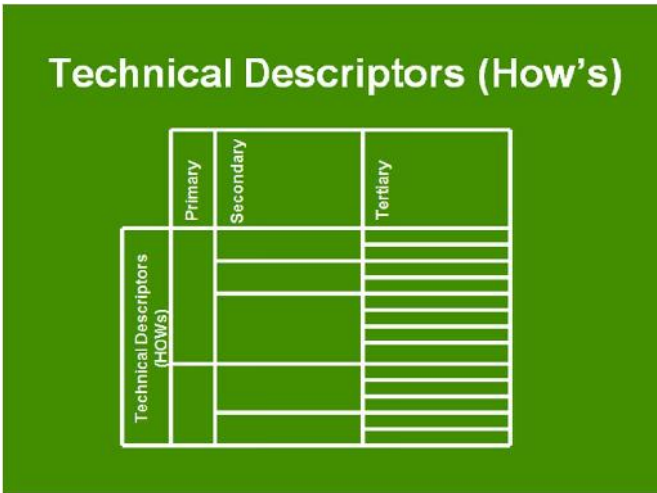 Technical Descriptors (How's)
Primary
Secondary
Tertiary
Technical Descriptors
(HOWs)